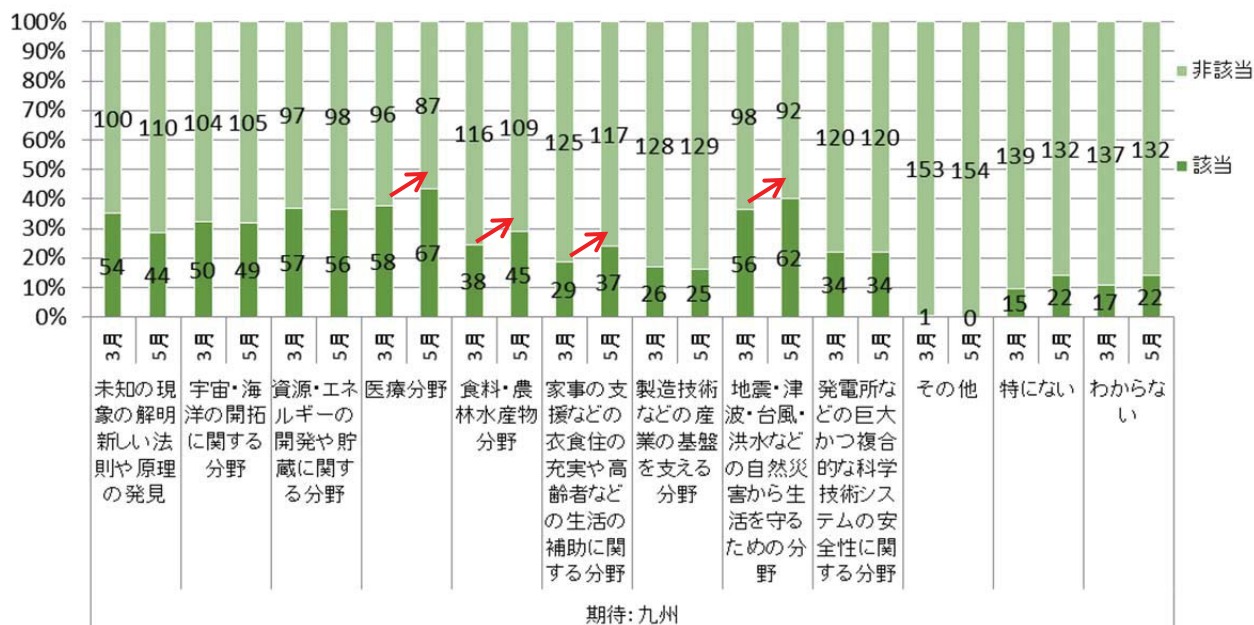 100%
90%
80%
70%
60%
50%
40%
30%
20%
10%
0%
100 110 104 105 97 98 96 87 116 109 125 117 128 129 98 92 120 120 153 154 139 132 137 132
54 44 50 49 57 56 58 67 38 45 29 37 26 25 56 62 34 34 1 0 15 22 17 22
非該当
該当
3月 5月 3月 5月 3月 5月 3月 5月 3月 5月 3月 5月 3月 5月 3月 5月 3月 5月 3月 5月 3月 5月 3月 5月
未知の現
象の解明
新しい法
則や原理
の発見
宇宙・海
洋の開拓
に関する
分野
資源・エネ
ルギーの
開発や貯
蔵に関す
る分野
医療分野
食料・農
林水産物
分野
家事の支
援などの
衣食住の
充実や高
齢者など
の生活の
補助に関
する分野
製造技術
などの産
業の基盤
を支える
分野
地震・津
波・台風・
洪水など
の自然災
害から生
活を守る
ための分
野
発電所な
どの巨大
かつ複合
的な科学
技術シス
テムの安
全性に関
する分野
その他
特にない
わからな
い
期待:九州